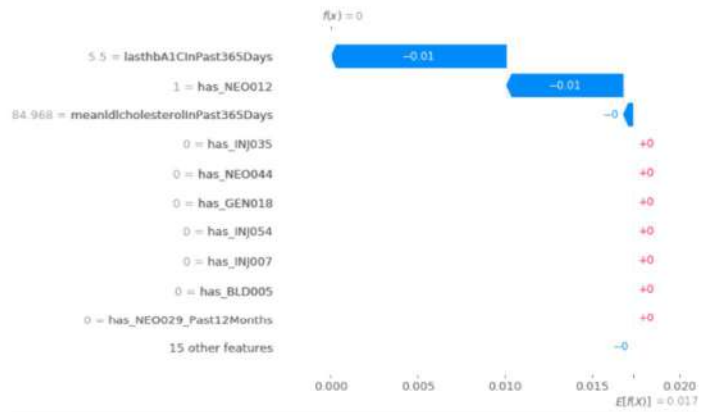 f(x) = 0
5.5 = lasthbA1CInPast365Days
−0.01
1 = has_NEO012
−0.01
84.968 = meanldlcholesterolInPast365Days
−0
0 = has_INJ035
+0
0 = has_NEO044
+0
0 = has_GEN018
+0
0 = has_INJ054
+0
0 = has_INJ007
+0
0 = has_BLD005
+0
0 = has_NEO029_Past12Months
+0
15 other features
−0
0.000 0.005 0.010 0.015 0.020
E[f(X)] = 0.017